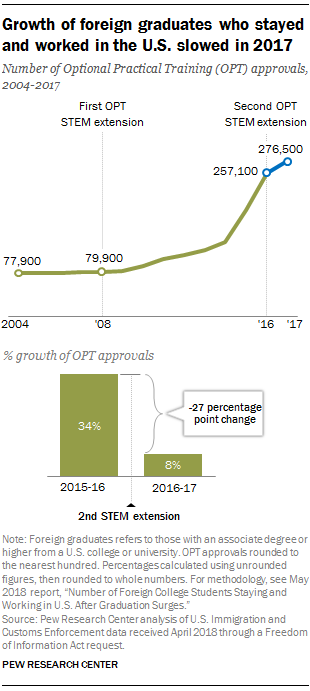 Growth of foreign graduates who stayed
and worked in the U.S. slowed in 2017
Number of Optional Practical Training (OPT) approvals,
2004-2017
First OPT
STEM extension
Second OPT
STEM extension
276,500
257,100
77,900
79,900
2004
'08
'16
'17
% growth of OPT approvals
-27 percentage
point change
34%
8%
2015-16
2016-17
2nd STEM extension
Note: Foreign graduates refers to those with an associate degree or
higher from a U.S. college or university. OPT approvals rounded to
the nearest hundred. Percentages calculated using unrounded
figures, then rounded to whole numbers. For methodology, see May
2018 report, “Number of Foreign College Students Staying and
Working in U.S. After Graduation Surges.”
Source: Pew Research Center analysis of U.S. Immigration and
Customs Enforcement data received April 2018 through a Freedom
of Information Act request.
PEW RESEARCH CENTER